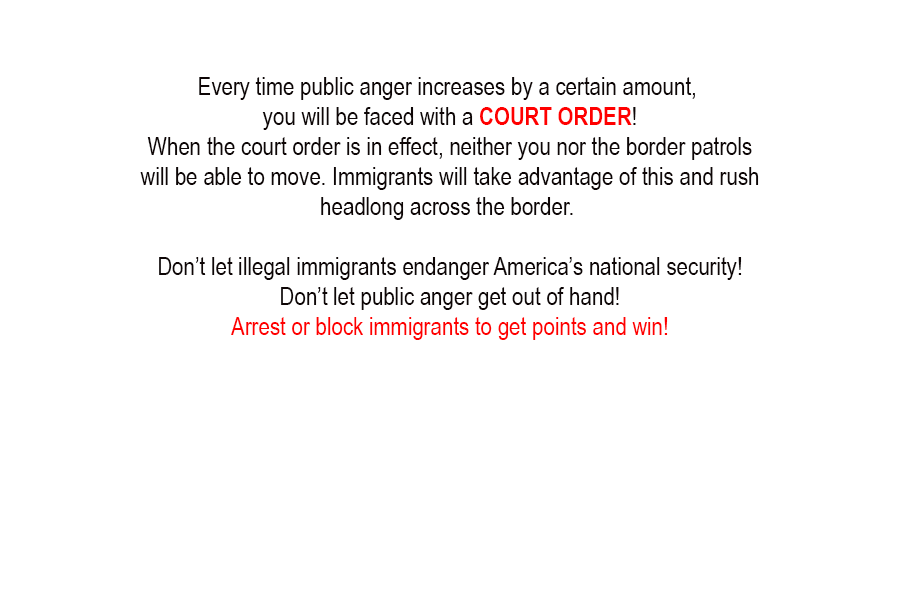 Every time public anger increases by a certain amount,
you will be faced with a COURT ORDER!
When the court order is in effect, neither you nor the border patrols
will be able to move. Immigrants will take advantage of this and rush
headlong across the border.
Don’t let illegal immigrants endanger America’s national security!
Don’t let public anger get out of hand!
Arrest or block immigrants to get points and win!